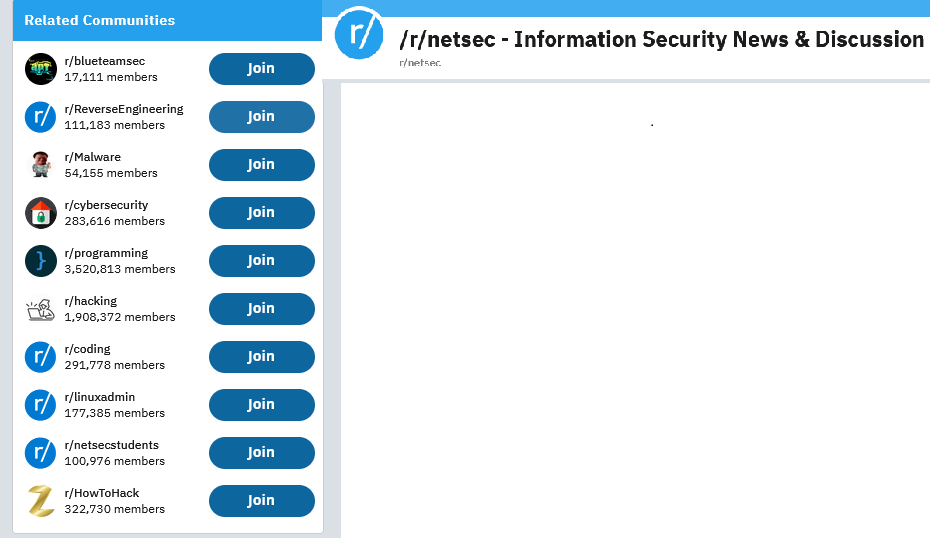 Related Communities
r/blueteamsec
17,111 members
Join
r/ReverseEngineering
111,183 members
Join
r/Malware
54,155 members
Join
r/cybersecurity
283,616 members
Join
r/programming
3,520,813 members
Join
r/hacking
1,908,372 members
Join
r/coding
291,778 members
Join
r/linuxadmin
177,385 members
Join
r/netsecstudents
100,976 members
Join
r/HowToHack
322,730 members
Join
r/
/r/netsec - Information Security News & Discussion
r/netsec